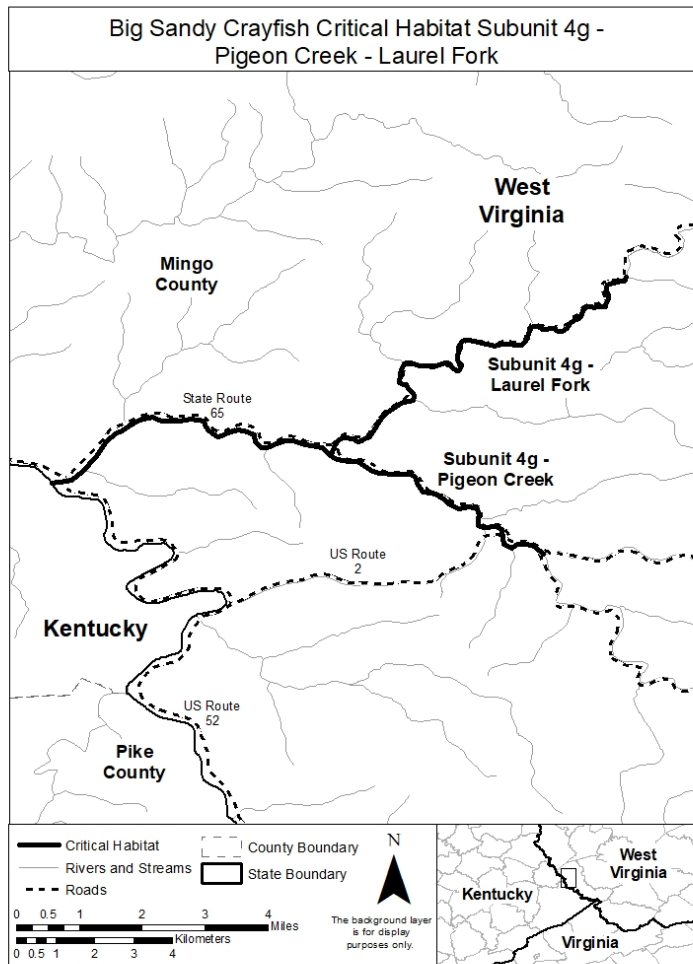 Big Sandy Crayfish Critical Habitat Subunit 4g -
Pigeon Creek - Laurel Fork
West
Virginia
Mingo
County
Subunit 4g -
Laurel Fork
State Route
65
Subunit 4g -
Pigeon Creek
US Route
2
Kentucky
US Route
52
Pike
County
Critical Habitat
Rivers and Streams
Roads
County Boundary
State Boundary
N
The background layer
is for display
purposes only.
0 0.5 1 2 3 4
Miles
Kilometers
0 0.5 1 2 3 4
West
Virginia
Kentucky
Virginia